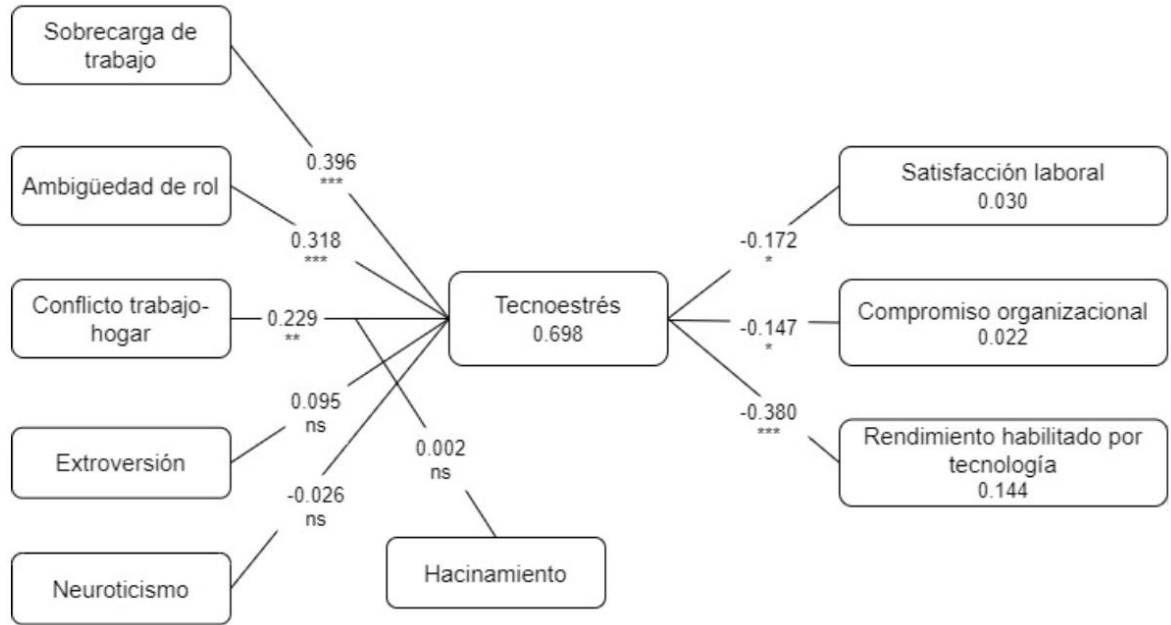 Sobrecarga de
trabajo
0.396
***
Ambigüedad de rol
0.318
***
Conflicto trabajo-
hogar
0.229
**
Extroversión
0.095
ns
Neuroticismo
-0.026
ns
0.002
ns
Hacinamiento
Tecnoestrés
0.698
-0.172
*
Satisfacción laboral
0.030
-0.147
*
Compromiso organizacional
0.022
-0.380
***
Rendimiento habilitado por
tecnología
0.144